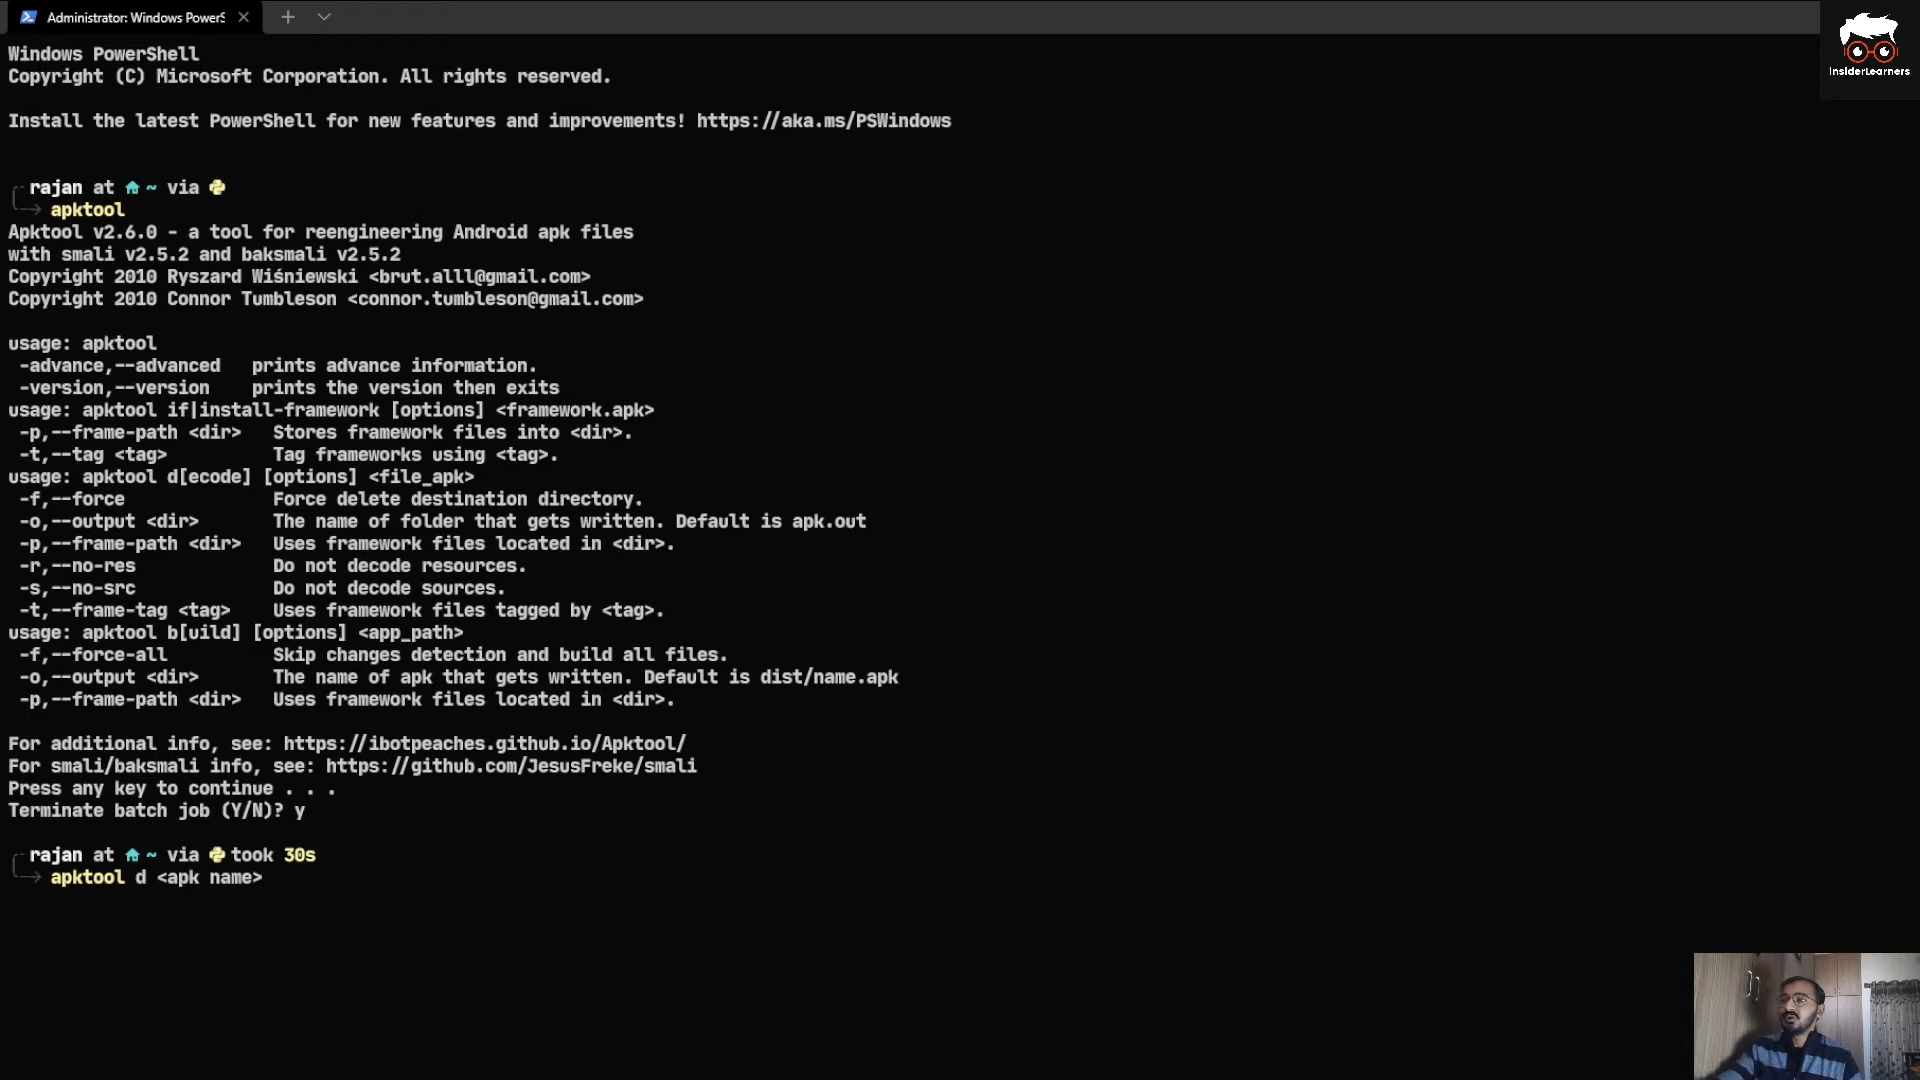 Administrator: Windows PowerS
InsiderLearners
Windows PowerShell
Copyright (C) Microsoft Corporation. All rights reserved.
Install the latest PowerShell for new features and improvements! https://aka.ms/PSWindows
rajan at ~ via
apktool
Apktool v2.6.0 - a tool for reengineering Android apk files
with smali v2.5.2 and baksmali v2.5.2
Copyright 2010 Ryszard Wiśniewski <brut.alll@gmail.com>
Copyright 2010 Connor Tumbleson <connor.tumbleson@gmail.com>
usage: apktool
-advance,--advanced prints advance information.
-version,--version prints the version then exits
usage: apktool if|install-framework [options] <framework.apk>
-p,--frame-path <dir> Stores framework files into <dir>.
-t,--tag <tag> Tag frameworks using <tag>.
usage: apktool d[ecode] [options] <file_apk>
-f,--force Force delete destination directory.
-o,--output <dir> The name of folder that gets written. Default is apk.out
-p,--frame-path <dir> Uses framework files located in <dir>.
-r,--no-res Do not decode resources.
-s,--no-src Do not decode sources.
-t,--frame-tag <tag> Uses framework files tagged by <tag>.
usage: apktool b[uild] [options] <app_path>
-f,--force-all Skip changes detection and build all files.
-o,--output <dir> The name of apk that gets written. Default is dist/name.apk
-p,--frame-path <dir> Uses framework files located in <dir>.
For additional info, see: https://ibotpeaches.github.io/Apktool/
For smali/baksmali info, see: https://github.com/JesusFreke/smali
Press any key to continue . . .
Terminate batch job (Y/N)? y
rajan at ~ via took 30s
apktool d <apk name>